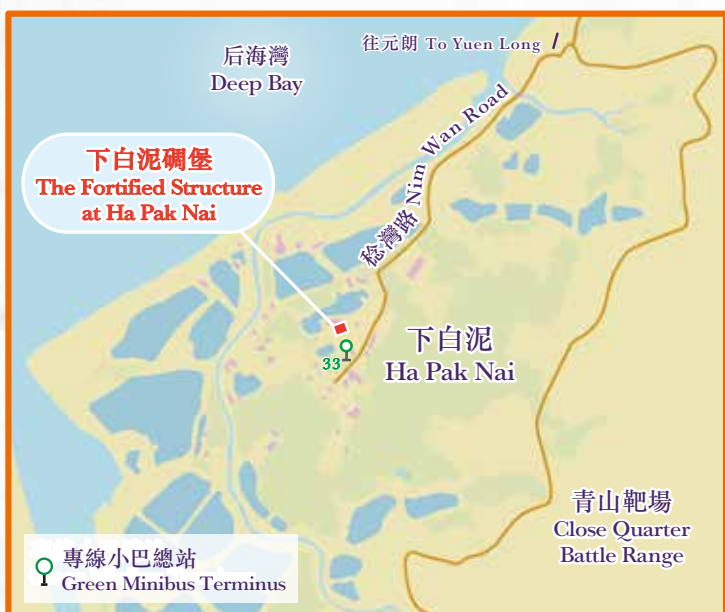 后海灣
Deep Bay
往元朗 To Yuen Long
下白泥碉堡
The Fortified Structure
at Ha Pak Nai
稔灣路 Nim Wan Road
33
下白泥
Ha Pak Nai
青山靶場
Close Quarter
Battle Range
專線小巴總站
Green Minibus Terminus